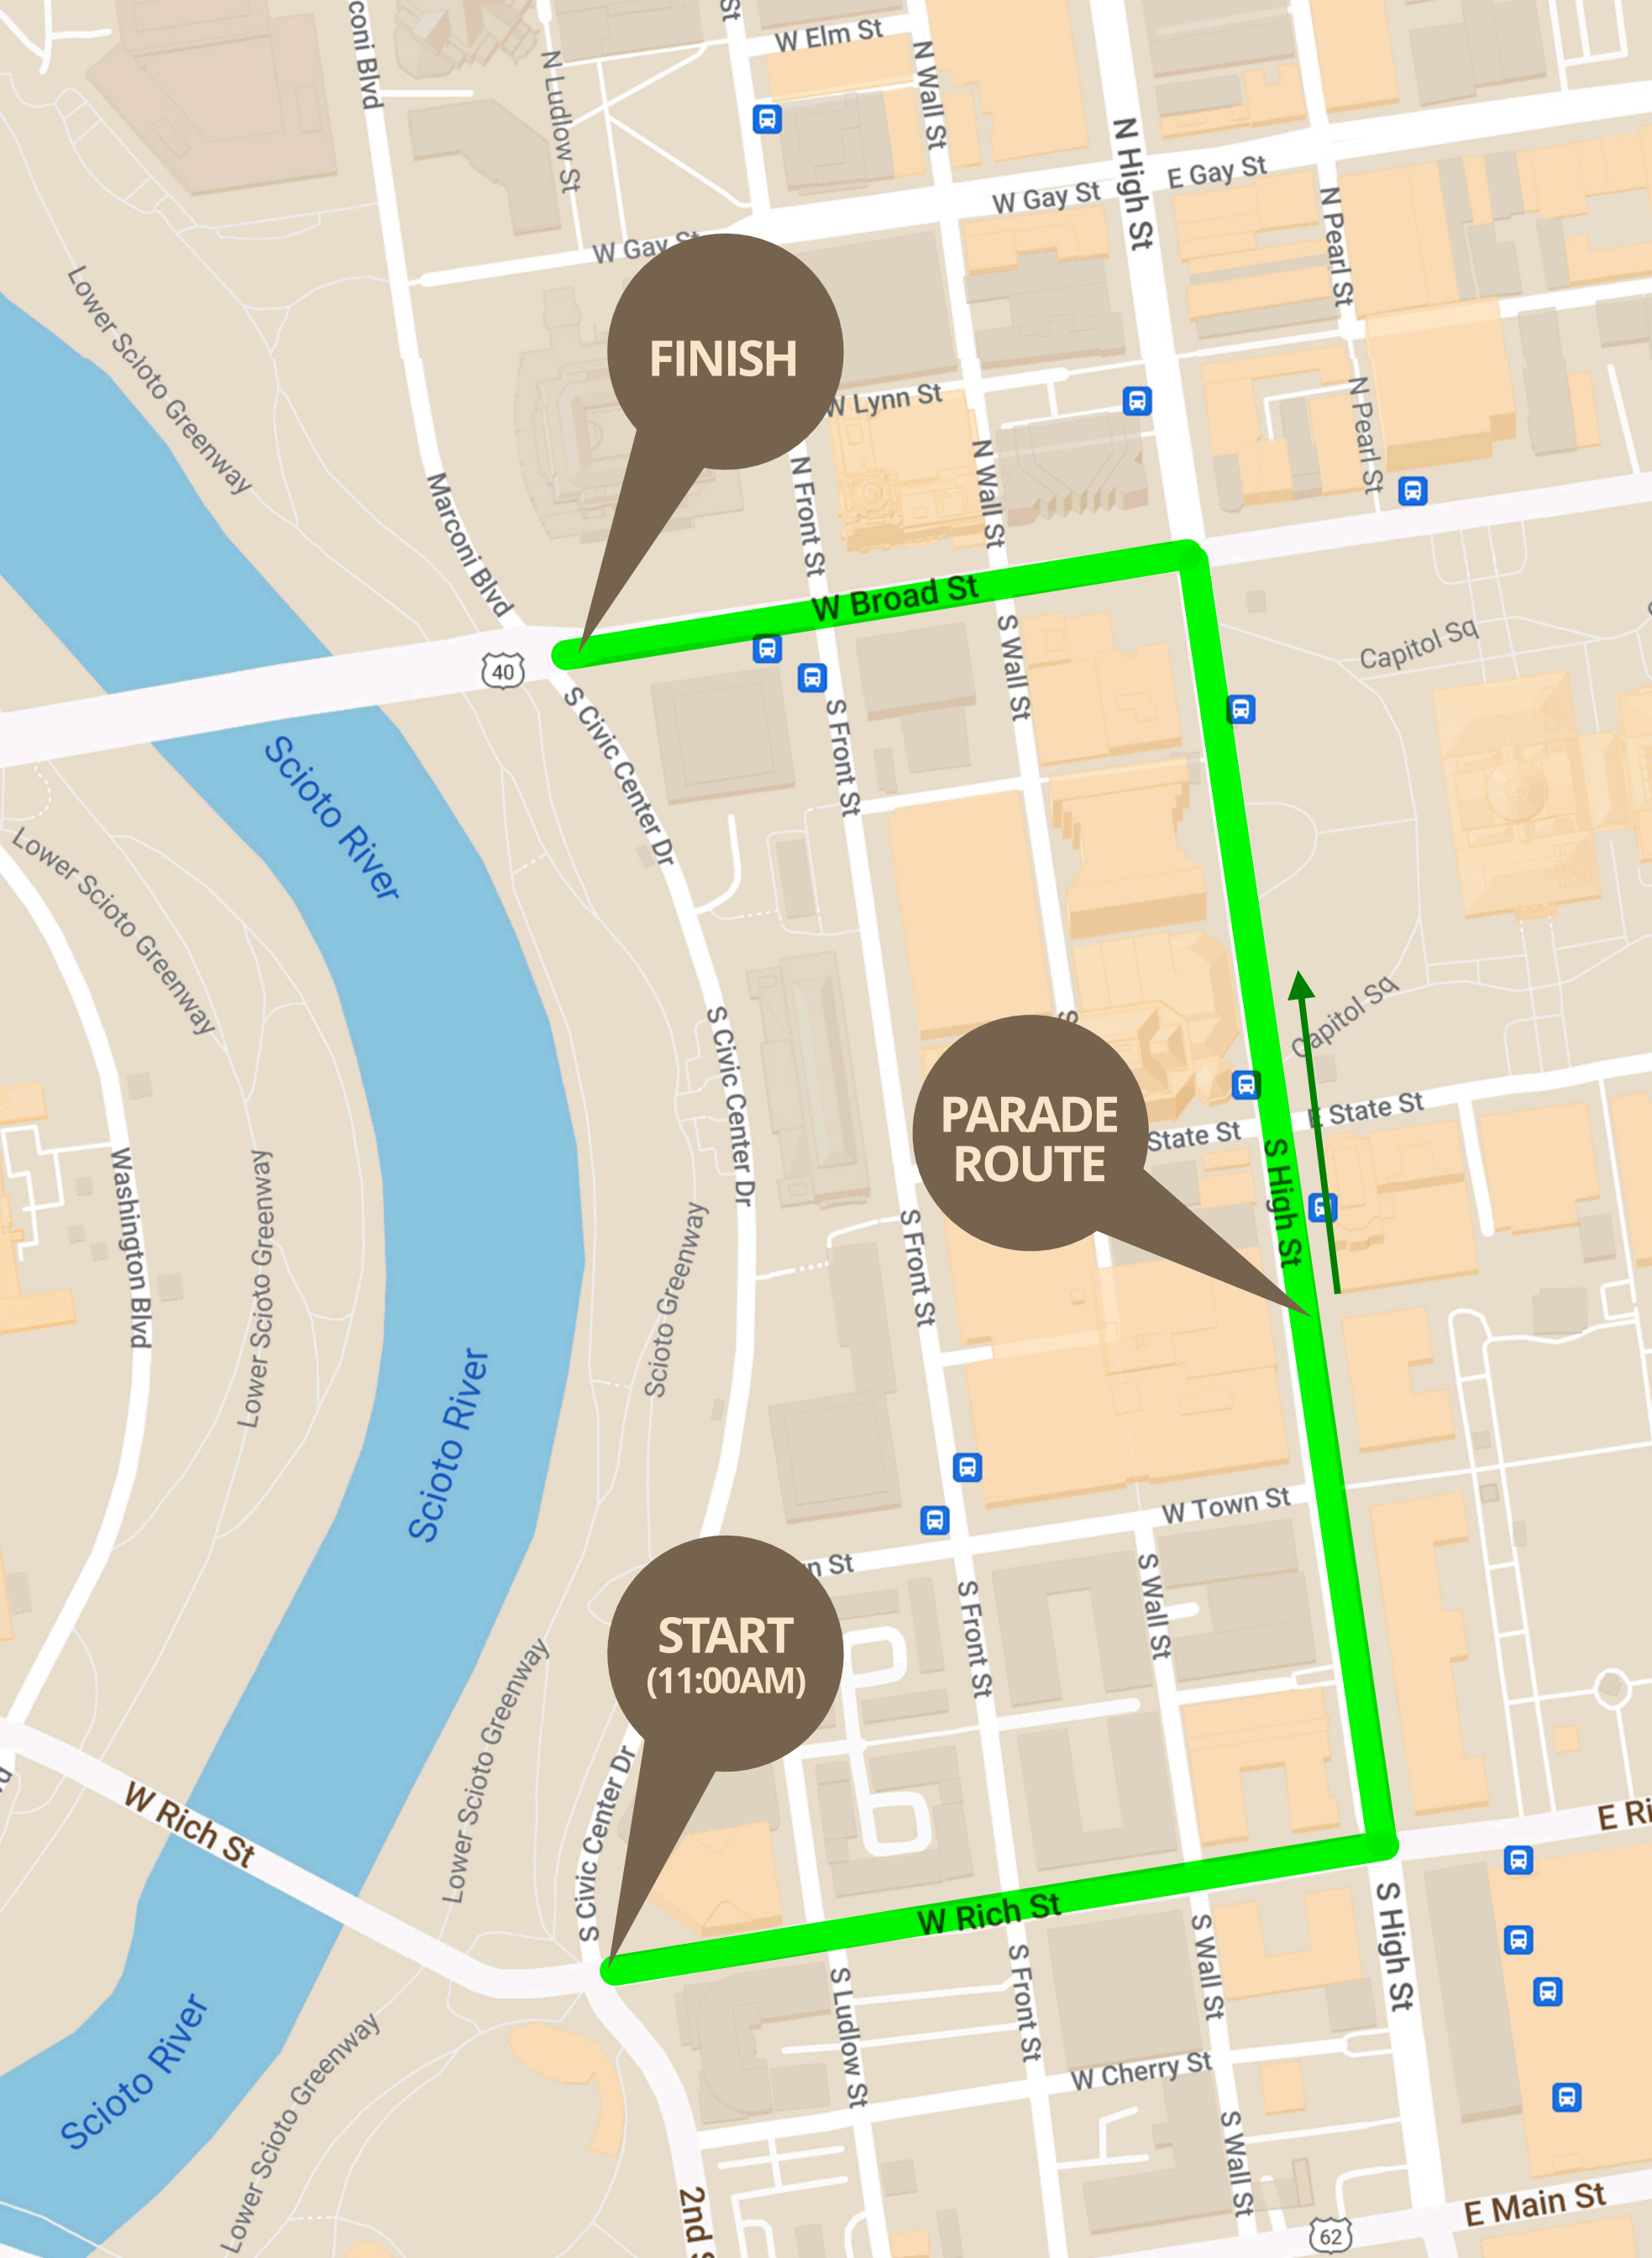 coni Blvd
N Ludlow St
St
W Elm St
N Wall St
N High St
E Gay St
W Gay St
N Pearl St
W Gay St
Lower Scioto Greenway
FINISH
W Lynn St
N Pearl St
Marconi Blvd
N Front St
N Wall St
W Broad St
40
S Wall St
Capitol Sq
S Civic Center Dr
S Front St
Scioto River
Lower Scioto Greenway
Capitol Sq
S
S Civic Center Dr
PARADE
ROUTE
E State St
State St
S High St
Washington Blvd
Lower Scioto Greenway
Scioto Greenway
S Front St
Scioto River
W Town St
n St
S Wall St
S Front St
START
(11:00AM)
Lower Scioto Greenway
S Civic Center Dr
W Rich St
E Ri
W Rich St
S High St
S Wall St
S Front St
S Ludlow St
Scioto River
Lower Scioto Greenway
W Cherry St
S Wall St
2nd S
E Main St
62